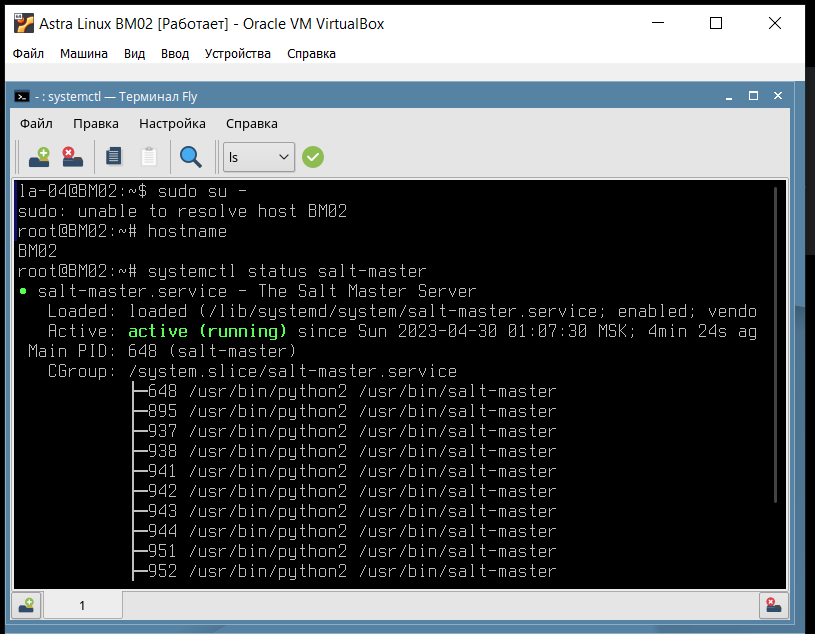 Astra Linux BM02 [Работает] - Oracle VM VirtualBox
Файл Машина Вид Ввод Устройства Справка
- : systemctl — Терминал Fly
Файл Правка Настройка Справка
ls
la-04@BM02:~$ sudo su -
sudo: unable to resolve host BM02
root@BM02:~# hostname
BM02
root@BM02:~# systemctl status salt-master
● salt-master.service - The Salt Master Server
Loaded: loaded (/lib/systemd/system/salt-master.service; enabled; vendo
Active: active (running) since Sun 2023-04-30 01:07:30 MSK; 4min 24s ag
Main PID: 648 (salt-master)
CGroup: /system.slice/salt-master.service
├─648 /usr/bin/python2 /usr/bin/salt-master
├─895 /usr/bin/python2 /usr/bin/salt-master
├─937 /usr/bin/python2 /usr/bin/salt-master
├─938 /usr/bin/python2 /usr/bin/salt-master
├─941 /usr/bin/python2 /usr/bin/salt-master
├─942 /usr/bin/python2 /usr/bin/salt-master
├─943 /usr/bin/python2 /usr/bin/salt-master
├─944 /usr/bin/python2 /usr/bin/salt-master
├─951 /usr/bin/python2 /usr/bin/salt-master
├─952 /usr/bin/python2 /usr/bin/salt-master
1